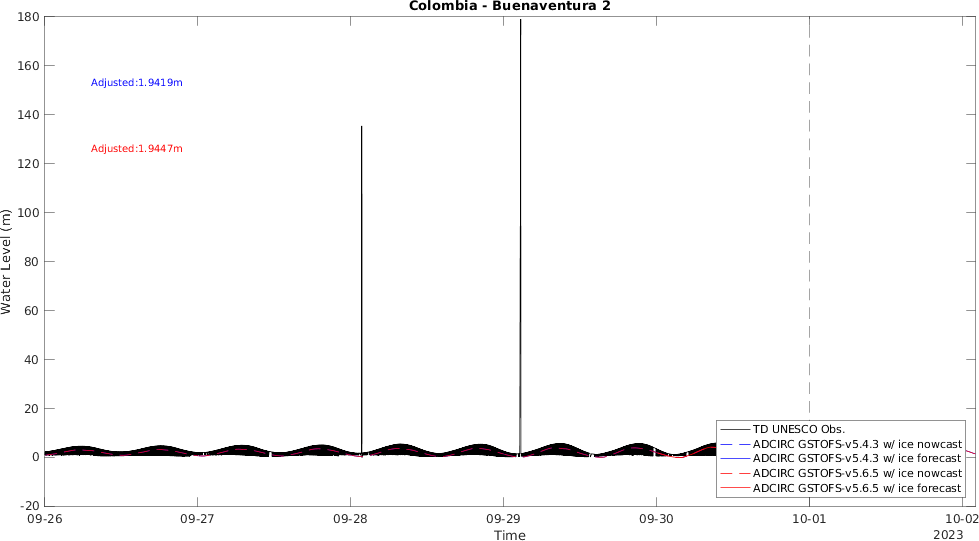 Colombia - Buenaventura 2
180
160
140
120
100
80
60
40
20
0
-20
Water Level (m)
Adjusted:1.9419m
Adjusted:1.9447m
TD UNESCO Obs.
ADCIRC GSTOFS-v5.4.3 w/ ice nowcast
ADCIRC GSTOFS-v5.4.3 w/ ice forecast
ADCIRC GSTOFS-v5.6.5 w/ ice nowcast
ADCIRC GSTOFS-v5.6.5 w/ ice forecast
09-26 09-27 09-28 09-29 09-30 10-01 10-02
Time
2023